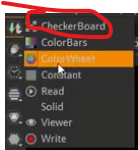 CheckerBoard
ColorBars
ColorWheel
Constant
Read
Solid
Viewer
Write